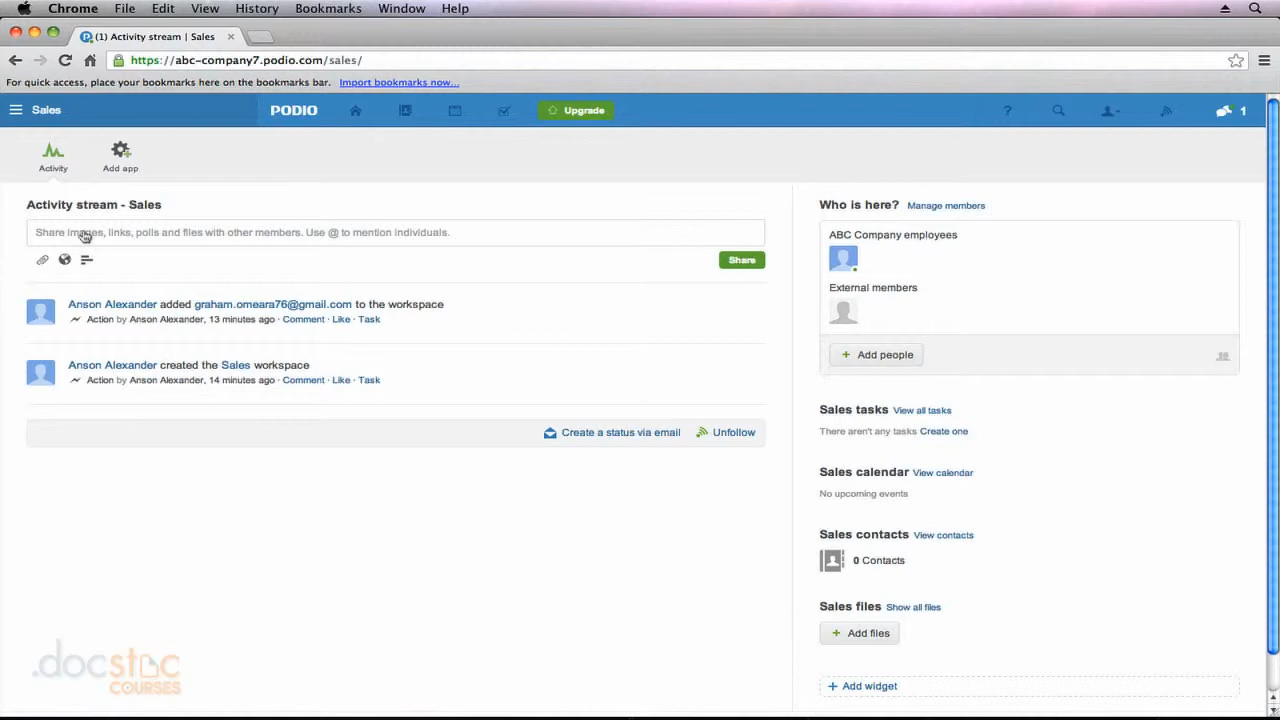 Chrome File Edit View History Bookmarks Window Help
(1) Activity stream | Sales
https://abc-company7.podio.com/sales/
For quick access, place your bookmarks here on the bookmarks bar. Import bookmarks now...
Sales PODIO Upgrade ? 1
Activity Add app
Activity stream - Sales
Share images, links, polls and files with other members. Use @ to mention individuals.
Share
Anson Alexander added graham.omeara76@gmail.com to the workspace
Action by Anson Alexander, 13 minutes ago · Comment · Like · Task
Anson Alexander created the Sales workspace
Action by Anson Alexander, 14 minutes ago · Comment · Like · Task
Create a status via email Unfollow
Who is here? Manage members
ABC Company employees
External members
+ Add people
Sales tasks View all tasks
There aren't any tasks Create one
Sales calendar View calendar
No upcoming events
Sales contacts View contacts
0 Contacts
Sales files Show all files
+ Add files
+ Add widget
.docstoc
COURSES